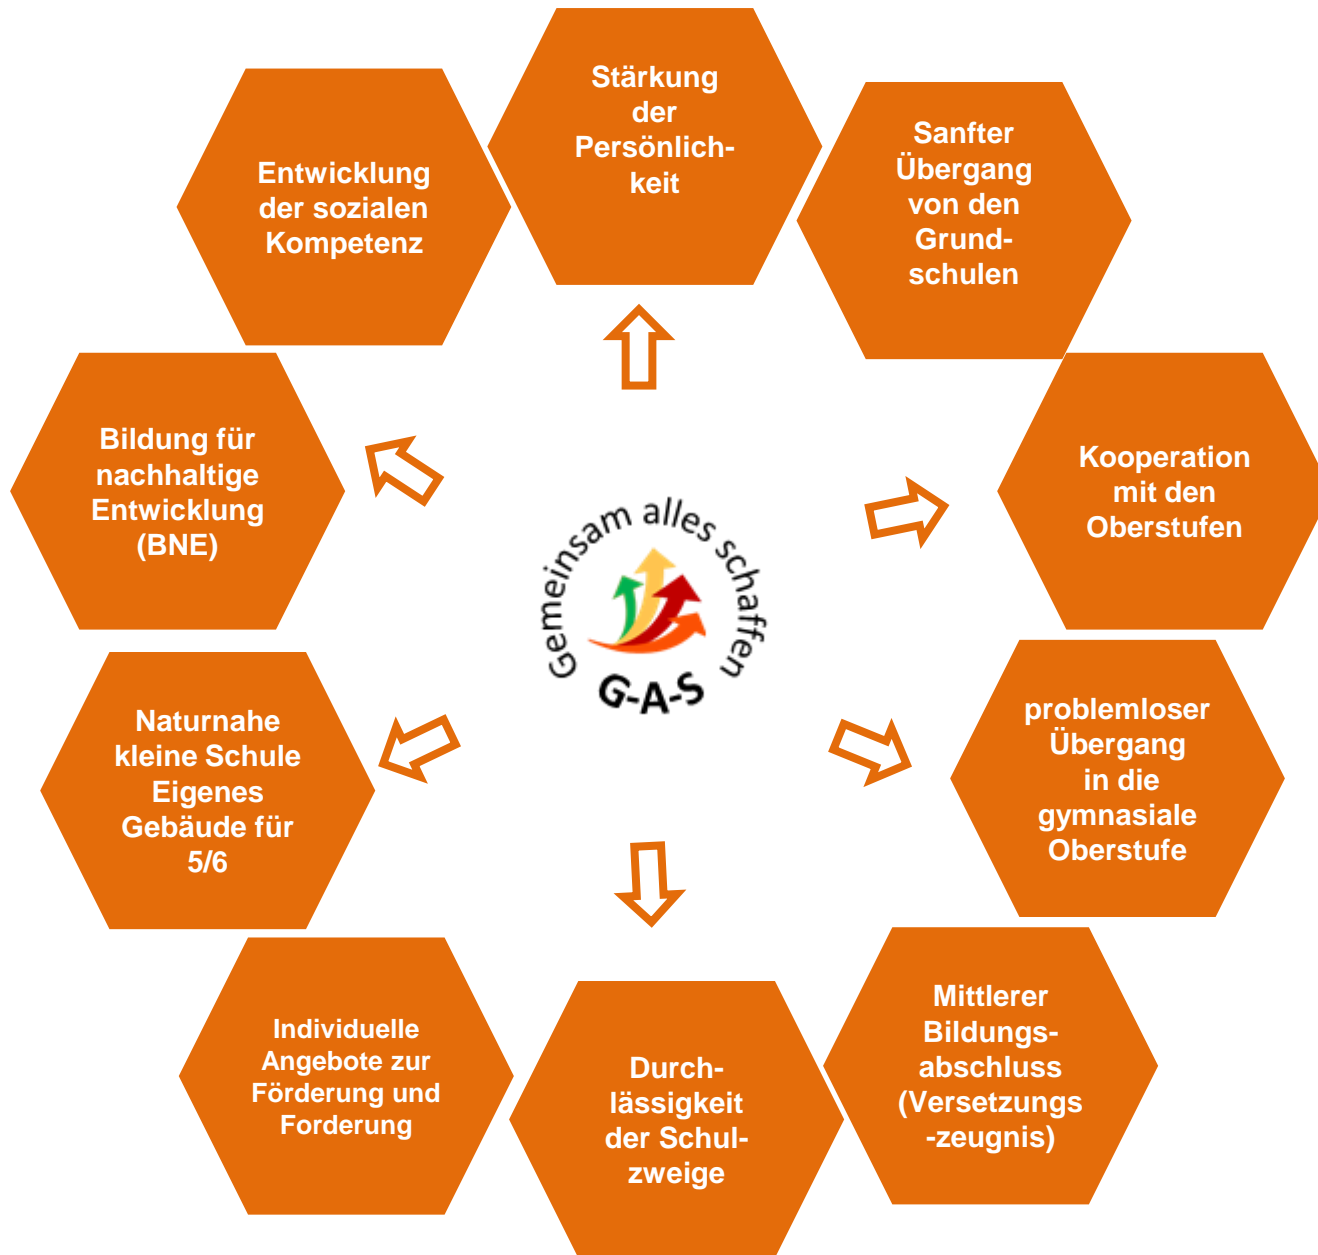 Stärkung
der
Persönlich-
keit
Sanfter
Übergang
von den
Grund-
schulen
Entwicklung
der sozialen
Kompetenz
Kooperation
mit den
Oberstufen
Bildung für
nachhaltige
Entwicklung
(BNE)
Gemeinsam alles schaffen
G-A-S
problemloser
Übergang
in die
gymnasiale
Oberstufe
Naturnahe
kleine Schule
Eigenes
Gebäude für
5/6
Mittlerer
Bildungs-
abschluss
(Versetzungs
-zeugnis)
Individuelle
Angebote zur
Förderung und
Forderung
Durch-
lässigkeit
der Schul-
zweige